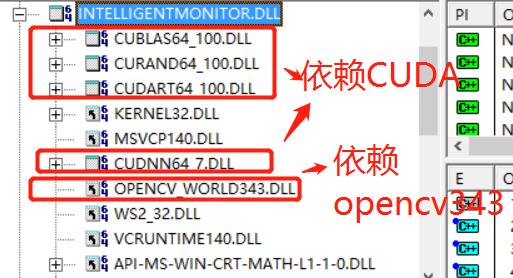 INTELLIGENTMONITOR.DLL
CUBLAS64_100.DLL
CURAND64_100.DLL
CUDART64_100.DLL
依赖CUDA
KERNEL32.DLL
MSVCP140.DLL
CUDNN64_7.DLL
依赖
OPENCV_WORLD343.DLL
opencv343
WS2_32.DLL
VCRUNTIME140.DLL
API-MS-WIN-CRT-MATH-L1-1-0.DLL
PI
C++
N
C++
N
C++
C++
C++
E
C++
C++
2
C++
3
C++